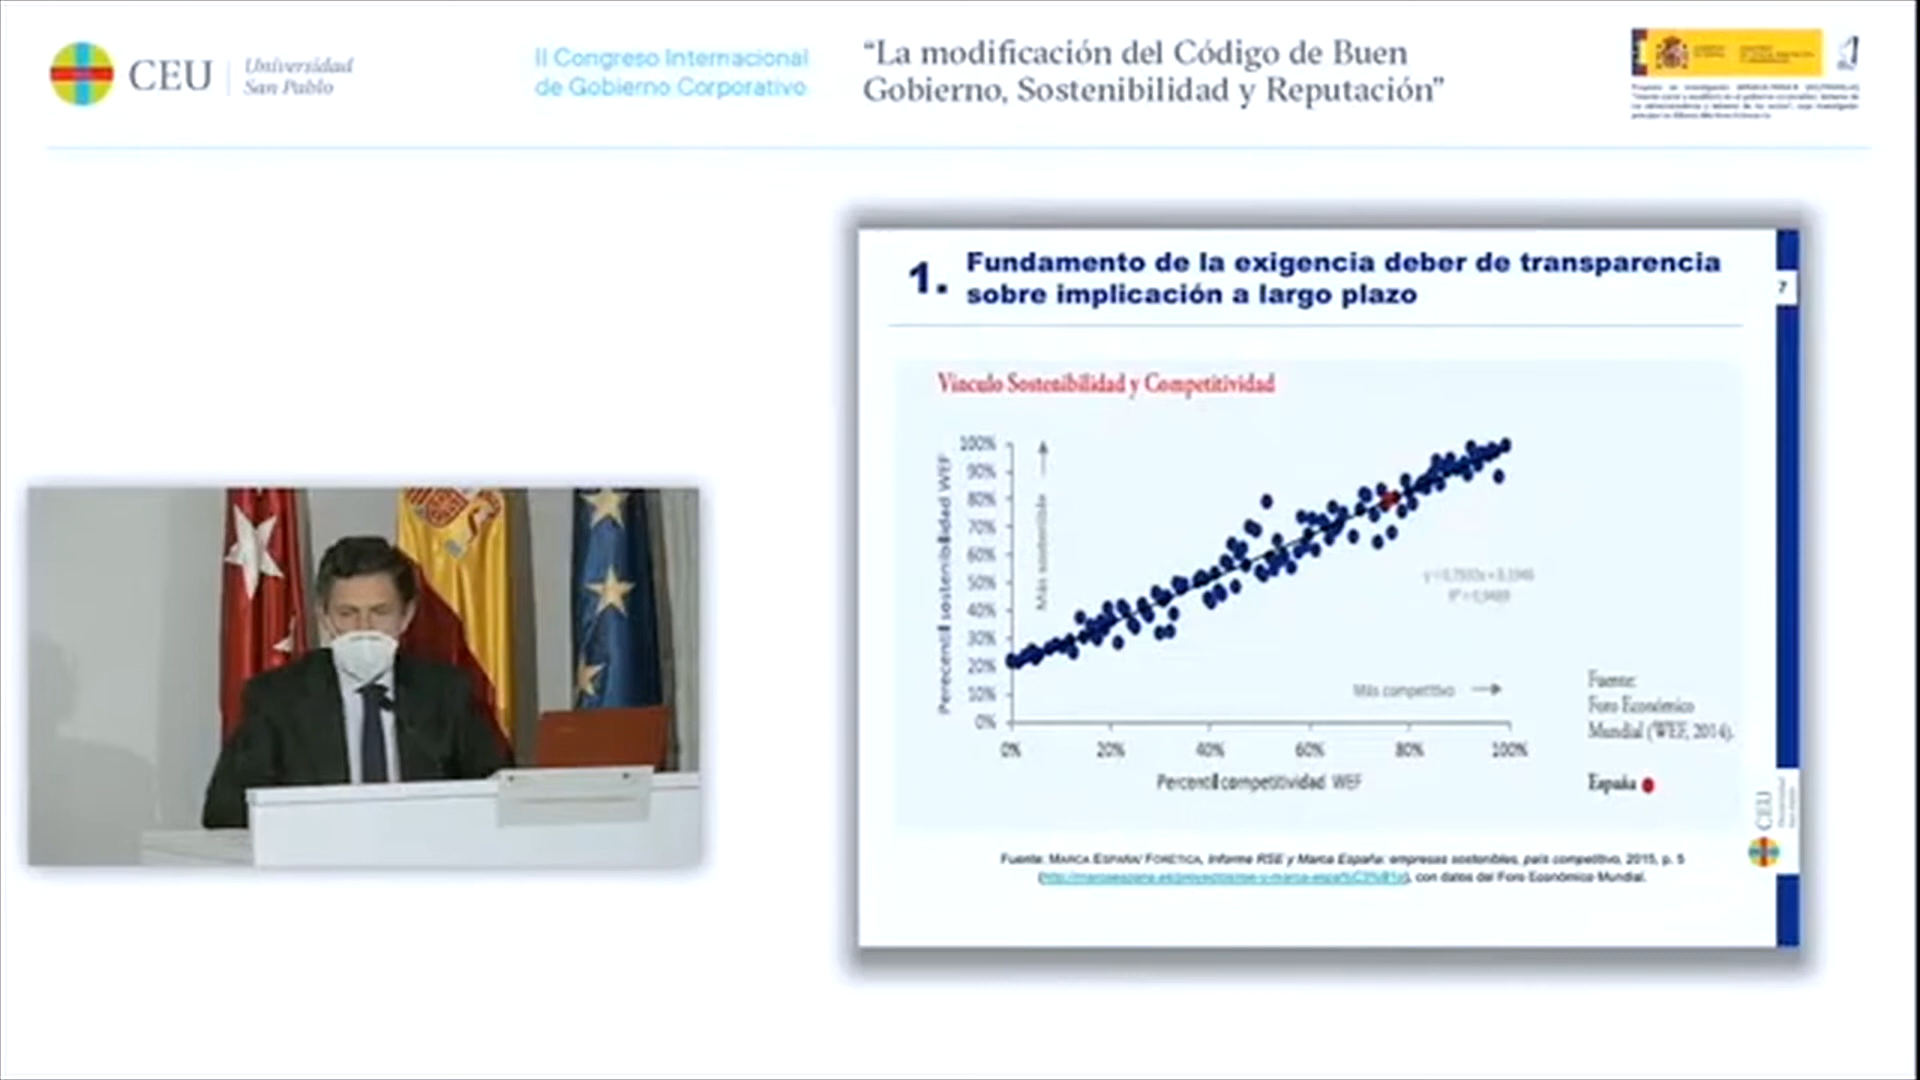 CEU
Universidad
San Pablo
II Congreso Internacional
de Gobierno Corporativo
“La modificación del Código de Buen
Gobierno, Sostenibilidad y Reputación”
1. Fundamento de la exigencia deber de transparencia
sobre implicación a largo plazo
7
Vínculo Sostenibilidad y Competitividad
Perecentil sostenibilidad WEF
100%
90%
80%
70%
60%
50%
40%
30%
20%
10%
0%
Más sostenible
Más competitivo
0% 20% 40% 60% 80% 100%
Percentil competitividad WEF
Fuente:
Foro Económico
Mundial (WEF, 2014).
España
CEU
Fuente: MARCA ESPAÑA/ FORÉTICA, Informe RSE y Marca España: empresas sostenibles, país competitivo, 2015, p. 5
con datos del Foro Económico Mundial.